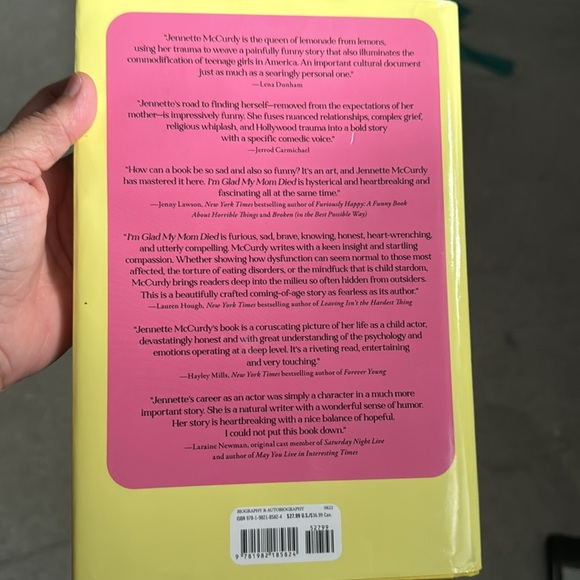 "Jennette McCurdy is the queen of lemonade from lemons,
using her trauma to weave a painfully funny story that also illuminates the
commodification of teenage girls in America. An important cultural document
just as much as a searingly personal one."
—Lena Dunham
"Jennette's road to finding herself—removed from the expectations of her
mother—is impressively funny. She fuses nuanced relationships, complex grief,
religious whiplash, and Hollywood trauma into a bold story
with a specific comedic voice."
—Jerrod Carmichael
"How can a book be so sad and also so funny? It's an art, and Jennette McCurdy
has mastered it here. I'm Glad My Mom Died is hysterical and heartbreaking and
fascinating all at the same time."
—Jenny Lawson, New York Times bestselling author of Furiously Happy: A Funny Book
About Horrible Things and Broken (in the Best Possible Way)
"I'm Glad My Mom Died is furious, sad, brave, knowing, honest, heart-wrenching,
and utterly compelling. McCurdy writes with a keen insight and startling
compassion. Whether showing how dysfunction can seem normal to those most
affected, the torture of eating disorders, or the mindfuck that is child stardom,
McCurdy brings readers deep into the milieu so often hidden from outsiders.
This is a beautifully crafted coming-of-age story as fearless as its author."
—Lauren Hough, New York Times bestselling author of Leaving Isn't the Hardest Thing
"Jennette McCurdy's book is a coruscating picture of her life as a child actor,
devastatingly honest and with great understanding of the psychology and
emotions operating at a deep level. It's a riveting read, entertaining
and very touching."
—Hayley Mills, New York Times bestselling author of Forever Young
"Jennette's career as an actor was simply a character in a much more
important story. She is a natural writer with a wonderful sense of humor.
Her story is heartbreaking with a nice balance of hopeful.
I could not put this book down."
—Laraine Newman, original cast member of Saturday Night Live
and author of May You Live in Interesting Times
BIOGRAPHY & AUTOBIOGRAPHY 0822
ISBN 978-1-9821-8582-4 $27.99 U.S./$36.99 Can.
52799
9 781982 185824